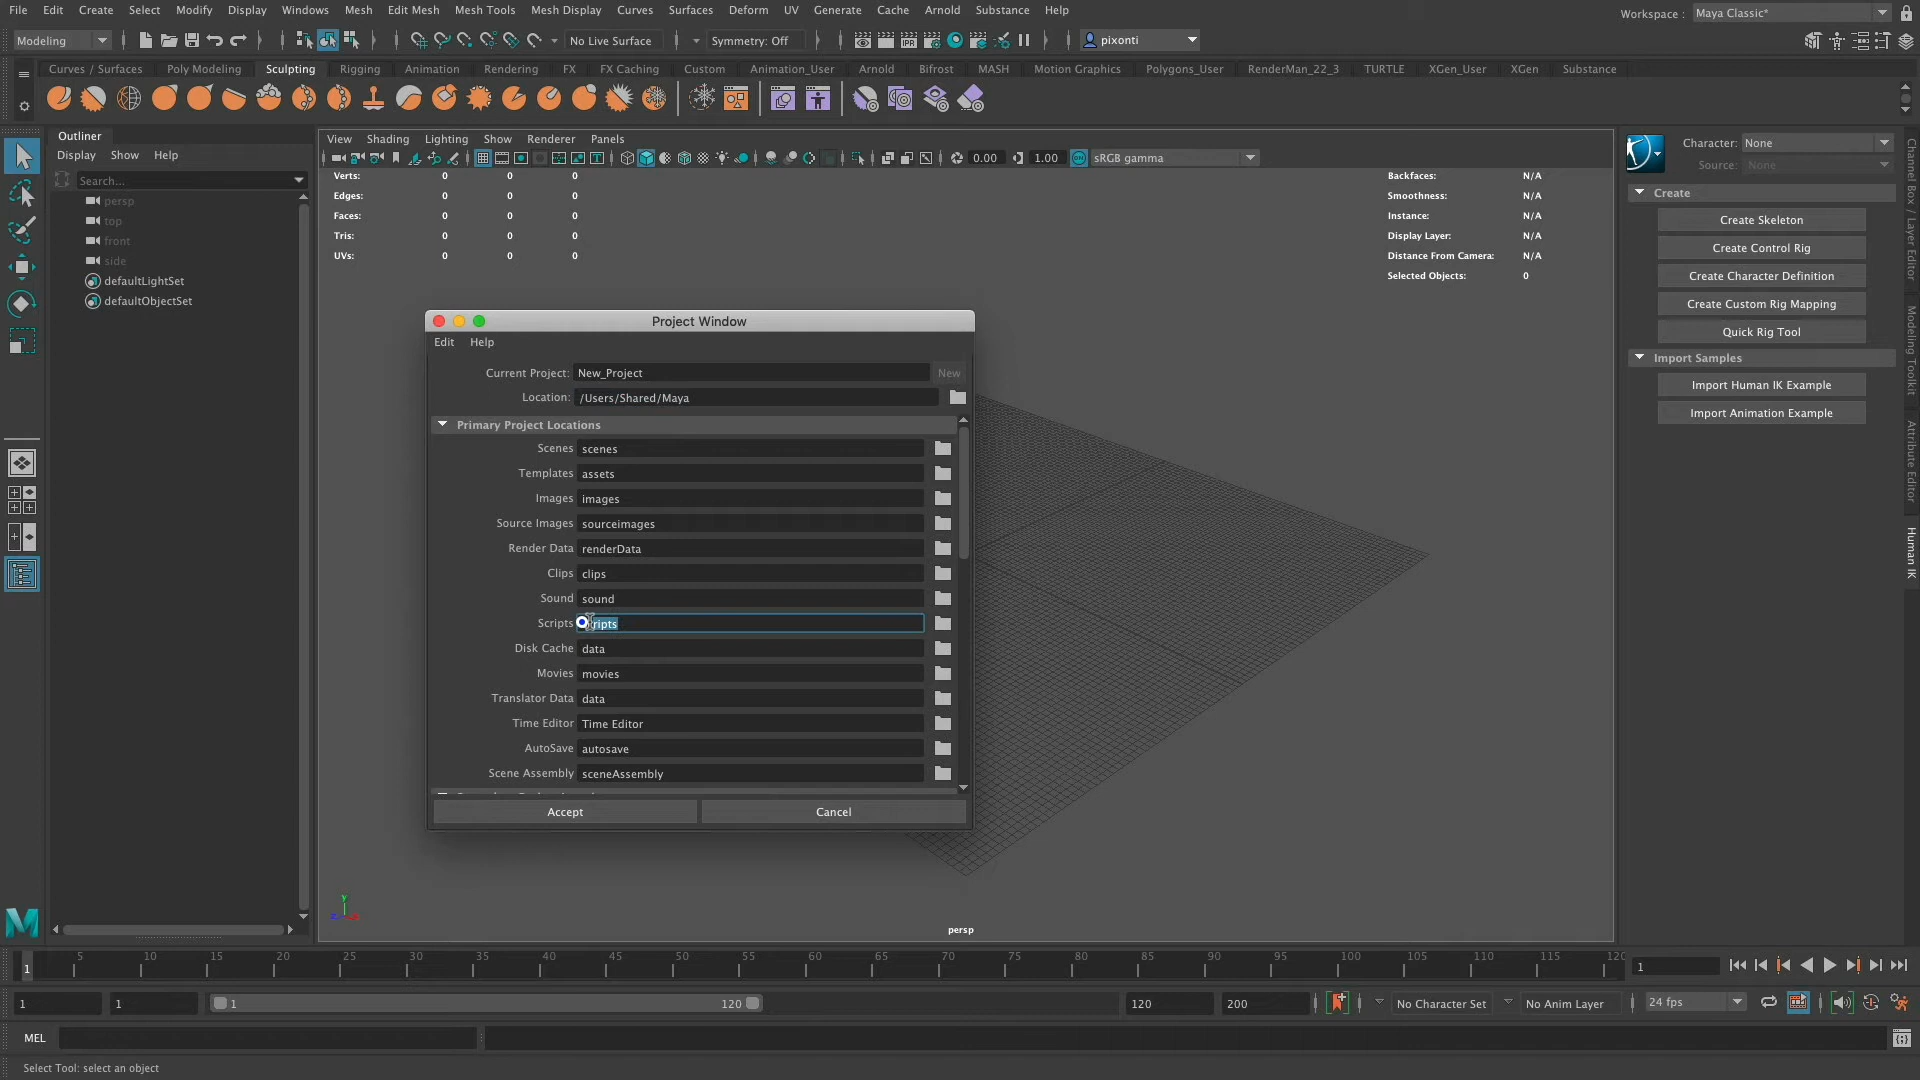 File Edit Create Select Modify Display Windows Mesh Edit Mesh Mesh Tools Mesh Display Curves Surfaces Deform UV Generate Cache Arnold Substance Help
Workspace : Maya Classic*
Modeling No Live Surface Symmetry: Off pixonti
Curves / Surfaces Poly Modeling Sculpting Rigging Animation Rendering FX FX Caching Custom Animation_User Arnold Bifrost MASH Motion Graphics Polygons_User RenderMan_22_3 TURTLE XGen_User XGen Substance
Outliner
Display Show Help
Search...
persp
top
front
side
defaultLightSet
defaultObjectSet
View Shading Lighting Show Renderer Panels
0.00 1.00 ON sRGB gamma
Verts: 0 0 0
Edges: 0 0 0
Faces: 0 0 0
Tris: 0 0 0
UVs: 0 0 0
Backfaces: N/A
Smoothness: N/A
Instance: N/A
Display Layer: N/A
Distance From Camera: N/A
Selected Objects: 0
Project Window
Edit Help
Current Project: New_Project New
Location: /Users/Shared/Maya
Primary Project Locations
Scenes scenes
Templates assets
Images images
Source Images sourceimages
Render Data renderData
Clips clips
Sound sound
Scripts ripts
Disk Cache data
Movies movies
Translator Data data
Time Editor Time Editor
AutoSave autosave
Scene Assembly sceneAssembly
Accept Cancel
persp
Character: None
Source: None
Create
Create Skeleton
Create Control Rig
Create Character Definition
Create Custom Rig Mapping
Quick Rig Tool
Import Samples
Import Human IK Example
Import Animation Example
Channel Box / Layer Editor
Modeling Toolkit
Attribute Editor
Human IK
1 5 10 15 20 25 30 35 40 45 50 55 60 65 70 75 80 85 90 95 100 105 110 115 120 1
1 1 1 120 120 200 No Character Set No Anim Layer 24 fps
MEL
Select Tool: select an object